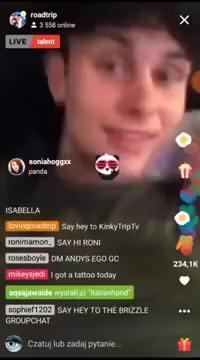 roadtrip
3 558 online
LIVE talent
soniahoggxx
panda
ISABELLA
lovingroadtrip Say hey to KinkyTripTv
ronimamon_ SAY HI RONI
rosesboyle DM ANDYS EGO GC
mikeysjedi I got a tattoo today
aqsajawaide wysłał(a) "italianhand"
sophief1202 SAY HEY TO THE BRIZZLE
GROUPCHAT
234,1K
Czatuj lub zadaj pytanie...